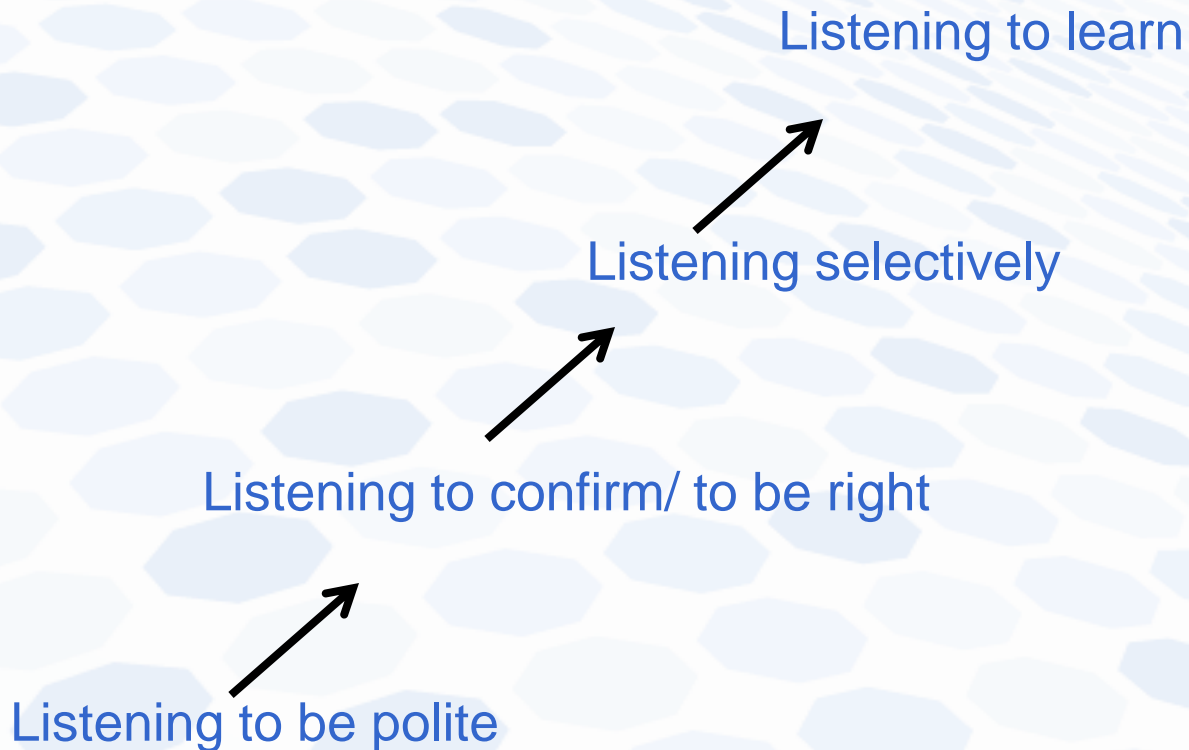 Listening to learn
Listening selectively
Listening to confirm/ to be right
Listening to be polite